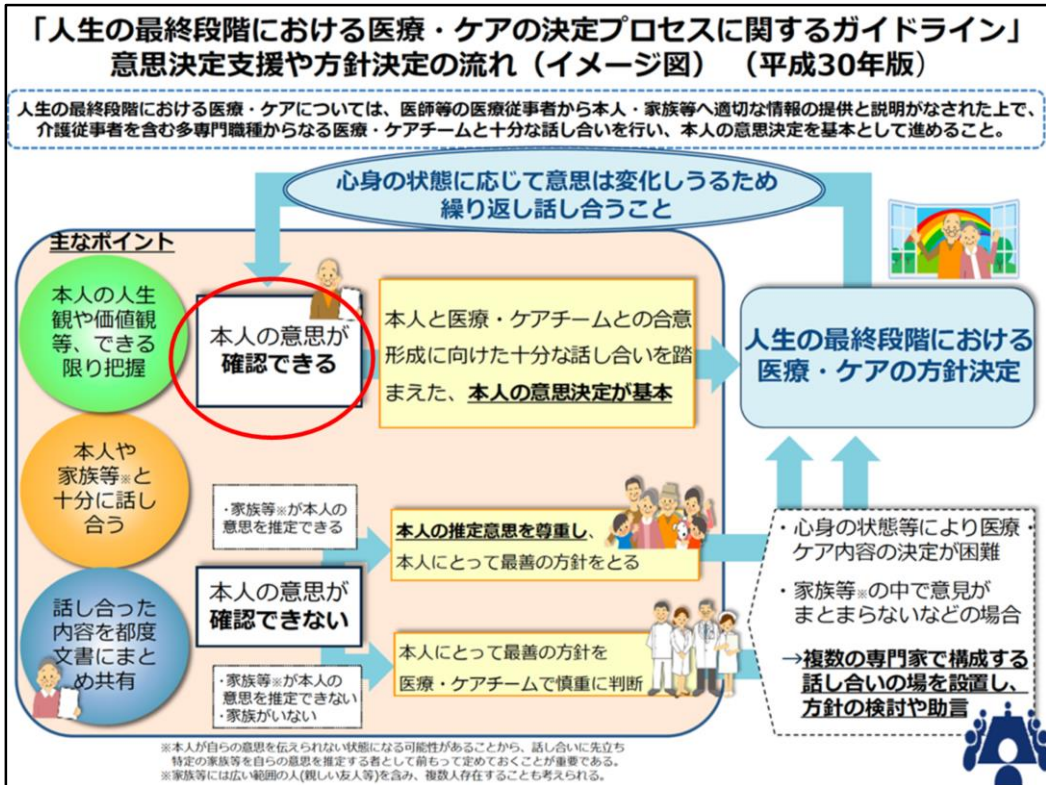 「人生の最終段階における医療・ケアの決定プロセスに関するガイドライン」
意思決定支援や方針決定の流れ（イメージ図）　（平成30年版）
人生の最終段階における医療・ケアについては、医師等の医療従事者から本人・家族等へ適切な情報の提供と説明がなされた上で、
介護従事者を含む多専門職種からなる医療・ケアチームと十分な話し合いを行い、本人の意思決定を基本として進めること。
心身の状態に応じて意思は変化しうるため
繰り返し話し合うこと
主なポイント
本人の人生
観や価値観
等、できる
限り把握
本人や
家族等※と
十分に話し
合う
話し合った
内容を都度
文書にまと
め共有
本人の意思が
確認できる
本人と医療・ケアチームとの合意
形成に向けた十分な話し合いを踏
まえた、本人の意思決定が基本
人生の最終段階における
医療・ケアの方針決定
・家族等※が本人の
意思を推定できる
本人の推定意思を尊重し、
本人にとって最善の方針をとる
本人の意思が
確認できない
・家族等※が本人の
意思を推定できない
・家族がいない
本人にとって最善の方針を
医療・ケアチームで慎重に判断
・心身の状態等により医療・
ケア内容の決定が困難
・家族等※の中で意見が
まとまらないなどの場合
→複数の専門家で構成する
話し合いの場を設置し、
方針の検討や助言
※本人が自らの意思を伝えられない状態になる可能性があることから、話し合いに先立ち
特定の家族等を自らの意思を推定する者として前もって定めておくことが重要である。
※家族等には広い範囲の人(親しい友人等)を含み、複数人存在することも考えられる。